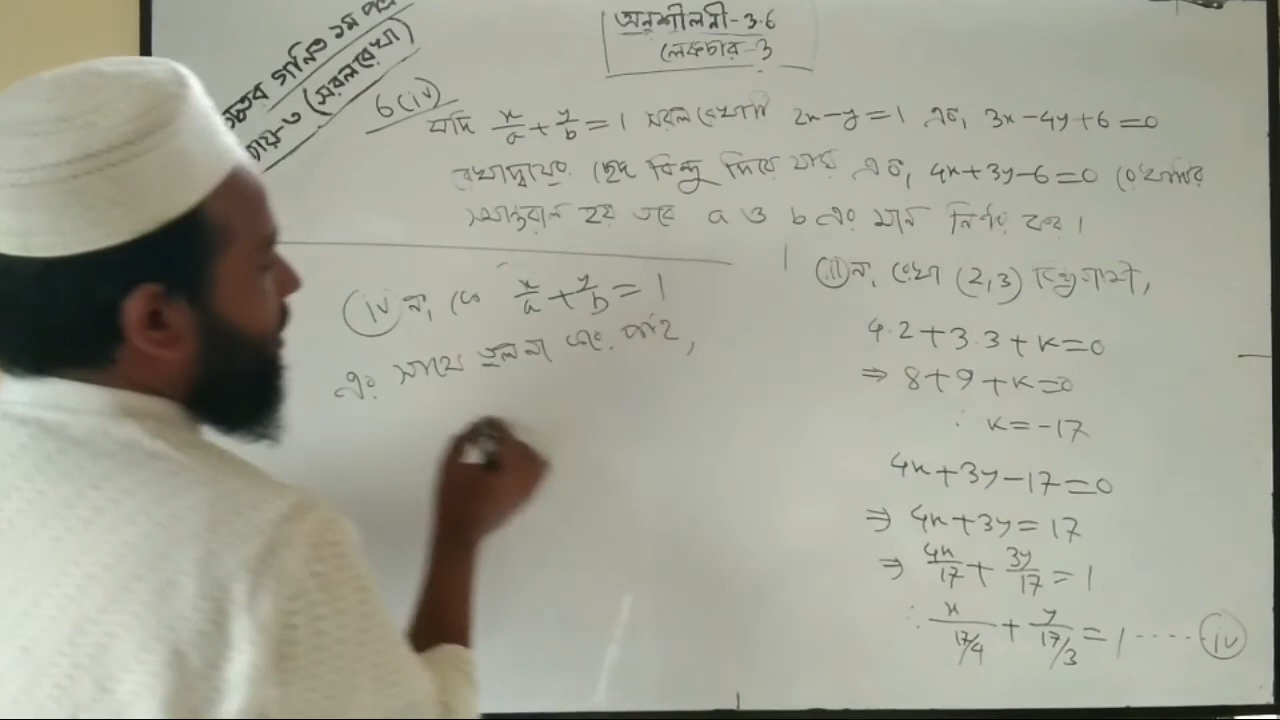 অনুশীলনী-3.6
লেকচার-3
গণিত ১ম পত্র
(সরলরেখা)
6(iv)
যদি x/a + y/b = 1 সরলরেখাটি 2x-y=1 এবং 3x-4y+6=0
রেখাদ্বয়ের ছেদ বিন্দু দিয়ে যায় এবং 4x+3y-6=0 রেখাটির
সমান্তরাল হয় তবে a ও b এর মান নির্ণয় কর।
(iv) নং কে x/a + y/b = 1
এর সাথে তুলনা করে পাই,
(iii) নং রেখা (2,3) বিন্দুগামী,
4.2+3.3+k=0
⇒ 8+9+k=0
∴ k=-17
4x+3y-17=0
⇒ 4x+3y=17
⇒ 4x/17 + 3y/17 = 1
∴ x/17/4 + y/17/3 = 1 ---- (iv)